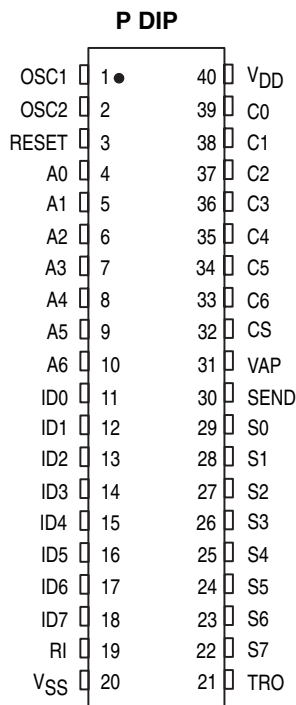 P DIP
OSC1 1 40 VDD
OSC2 2 39 C0
RESET 3 38 C1
A0 4 37 C2
A1 5 36 C3
A2 6 35 C4
A3 7 34 C5
A4 8 33 C6
A5 9 32 CS
A6 10 31 VAP
ID0 11 30 SEND
ID1 12 29 S0
ID2 13 28 S1
ID3 14 27 S2
ID4 15 26 S3
ID5 16 25 S4
ID6 17 24 S5
ID7 18 23 S6
RI 19 22 S7
VSS 20 21 TRO